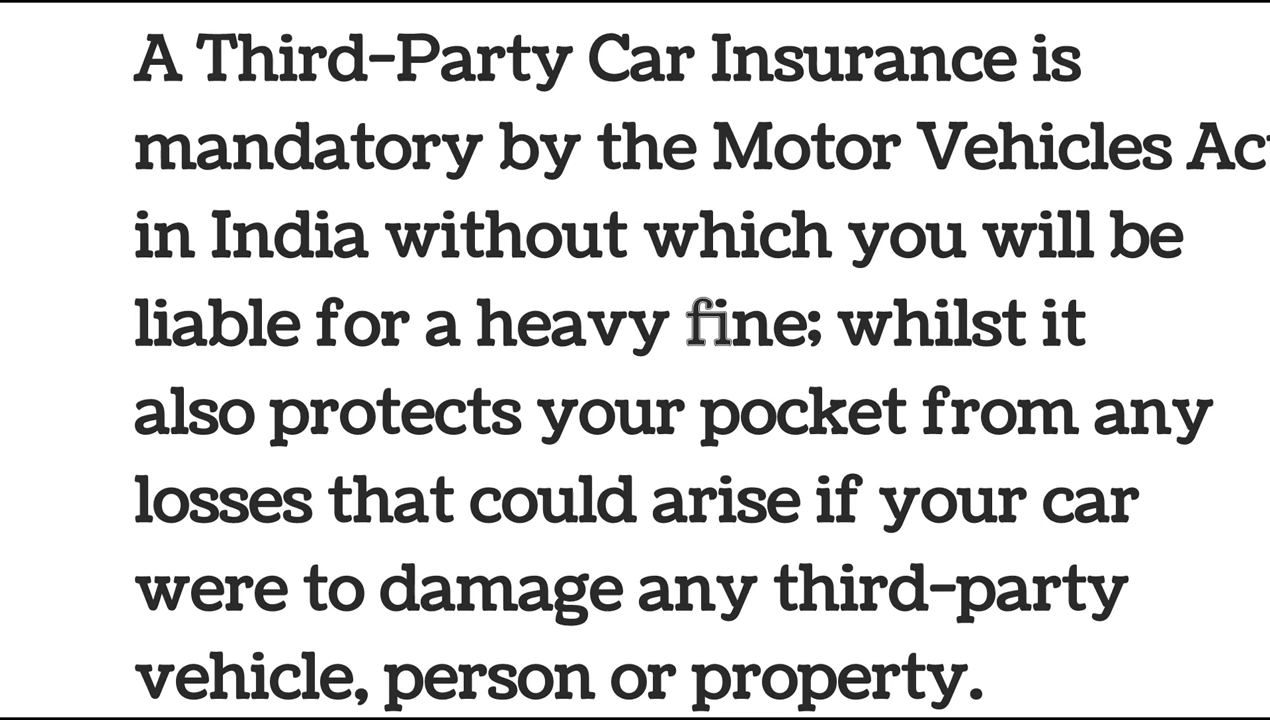 A Third-Party Car Insurance is
mandatory by the Motor Vehicles Act
in India without which you will be
liable for a heavy fine; whilst it
also protects your pocket from any
losses that could arise if your car
were to damage any third-party
vehicle, person or property.